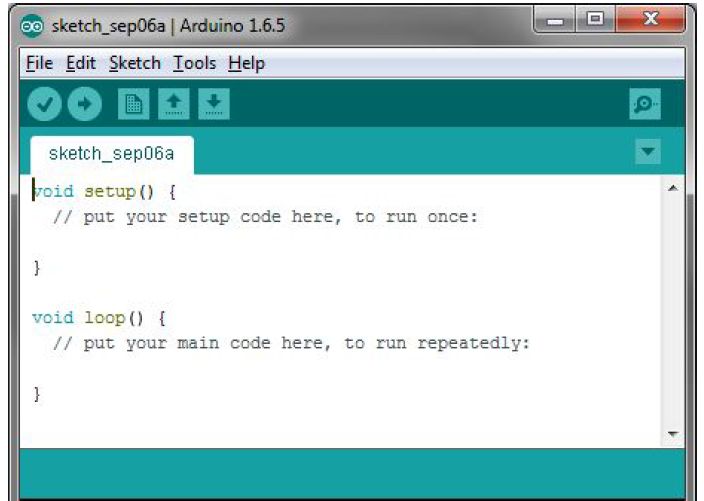 sketch_sep06a | Arduino 1.6.5
File Edit Sketch Tools Help
sketch_sep06a
void setup() {
  // put your setup code here, to run once:
}
void loop() {
  // put your main code here, to run repeatedly:
}